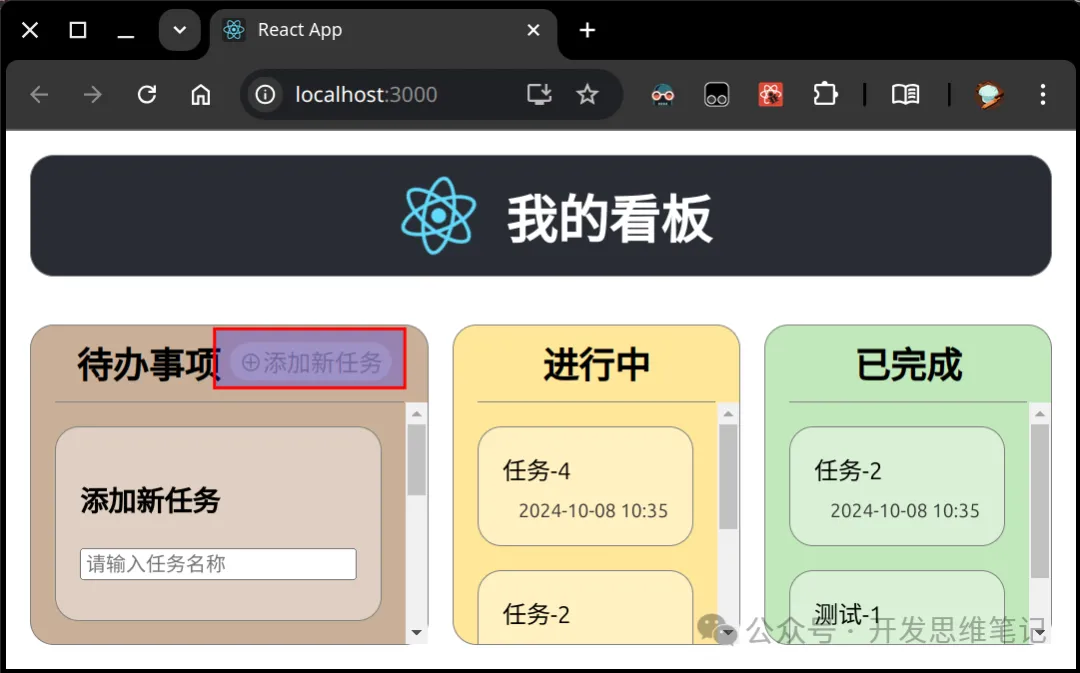 React App
localhost:3000
我的看板
待办事项 添加新任务
添加新任务
请输入任务名称
进行中
任务-4
2024-10-08 10:35
任务-2
已完成
任务-2
2024-10-08 10:35
测试-1
公众号 · 开发思维笔记